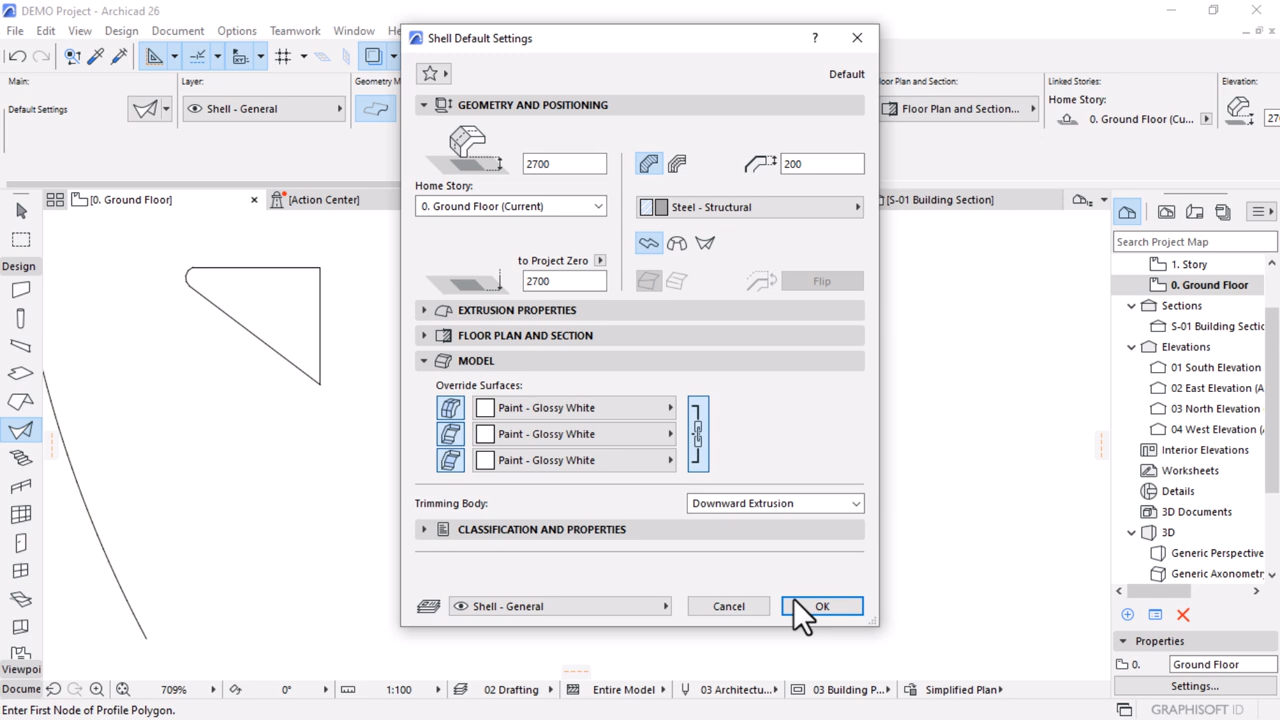 DEMO Project - Archicad 26
File Edit View Design Document Options Teamwork Window He
Shell Default Settings
?
Default
Main:
Layer:
Geometry M
Floor Plan and Section:
Linked Stories:
Elevation:
Default Settings
Shell - General
Floor Plan and Section...
Home Story:
0. Ground Floor (Cu...
270
GEOMETRY AND POSITIONING
2700
200
Home Story:
0. Ground Floor (Current)
Steel - Structural
to Project Zero
2700
Flip
EXTRUSION PROPERTIES
FLOOR PLAN AND SECTION
MODEL
Override Surfaces:
Paint - Glossy White
Paint - Glossy White
Paint - Glossy White
Trimming Body:
Downward Extrusion
CLASSIFICATION AND PROPERTIES
Shell - General
Cancel
OK
[0. Ground Floor]
[Action Center]
[S-01 Building Section]
Design
Viewpoi
Docume
Search Project Map
1. Story
0. Ground Floor
Sections
S-01 Building Sectio
Elevations
01 South Elevation (
02 East Elevation (A
03 North Elevation (
04 West Elevation (A
Interior Elevations
Worksheets
Details
3D Documents
3D
Generic Perspective
Generic Axonometr
Properties
0.
Ground Floor
Settings...
709%
0°
1:100
02 Drafting
Entire Model
03 Architectu...
03 Building P...
Simplified Plan
Enter First Node of Profile Polygon.
GRAPHISOFT ID